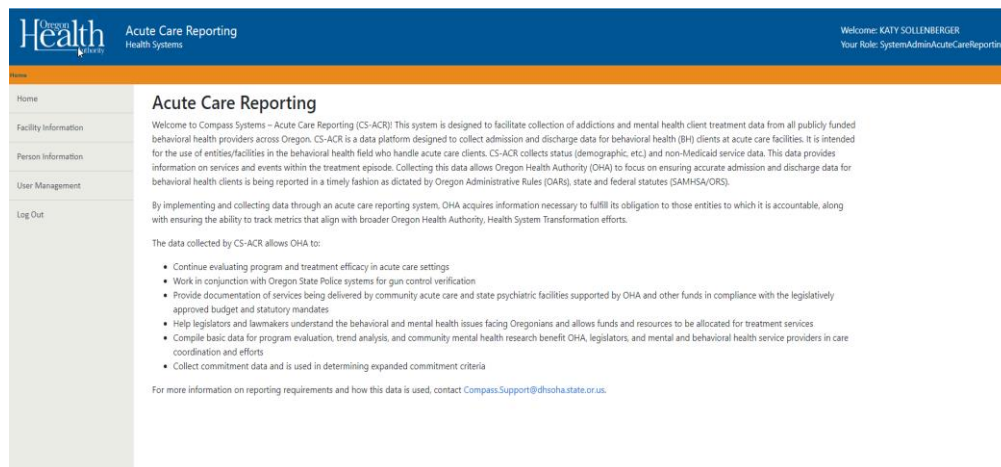 Oregon
Health
Authority
Acute Care Reporting
Health Systems
Welcome: KATY SOLLENBERGER
Your Role: SystemAdminAcuteCareReportin
Home
Home
Facility Information
Person Information
User Management
Log Out
Acute Care Reporting
Welcome to Compass Systems – Acute Care Reporting (CS-ACR)! This system is designed to facilitate collection of addictions and mental health client treatment data from all publicly funded
behavioral health providers across Oregon. CS-ACR is a data platform designed to collect admission and discharge data for behavioral health (BH) clients at acute care facilities. It is intended
for the use of entities/facilities in the behavioral health field who handle acute care clients. CS-ACR collects status (demographic, etc.) and non-Medicaid service data. This data provides
information on services and events within the treatment episode. Collecting this data allows Oregon Health Authority (OHA) to focus on ensuring accurate admission and discharge data for
behavioral health clients is being reported in a timely fashion as dictated by Oregon Administrative Rules (OARs), state and federal statutes (SAMHSA/ORS).
By implementing and collecting data through an acute care reporting system, OHA acquires information necessary to fulfill its obligation to those entities to which it is accountable, along
with ensuring the ability to track metrics that align with broader Oregon Health Authority, Health System Transformation efforts.
The data collected by CS-ACR allows OHA to:
• Continue evaluating program and treatment efficacy in acute care settings
• Work in conjunction with Oregon State Police systems for gun control verification
• Provide documentation of services being delivered by community acute care and state psychiatric facilities supported by OHA and other funds in compliance with the legislatively
approved budget and statutory mandates
• Help legislators and lawmakers understand the behavioral and mental health issues facing Oregonians and allows funds and resources to be allocated for treatment services
• Compile basic data for program evaluation, trend analysis, and community mental health research benefit OHA, legislators, and mental and behavioral health service providers in care
coordination and efforts
• Collect commitment data and is used in determining expanded commitment criteria
For more information on reporting requirements and how this data is used, contact Compass.Support@dhsoha.state.or.us.